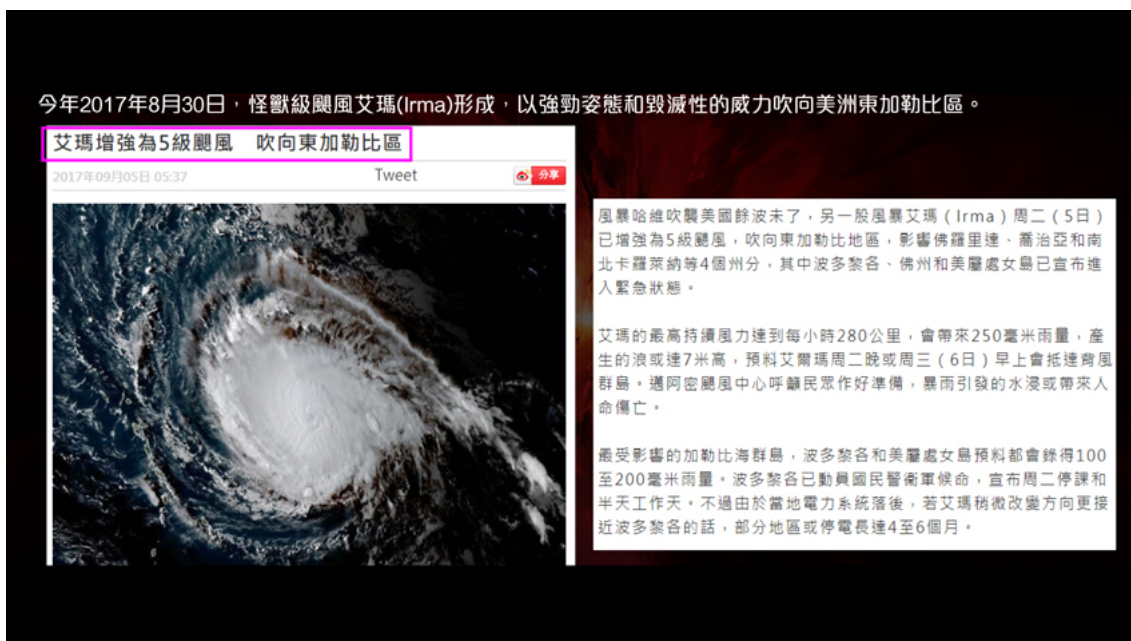 今年2017年8月30日，怪獸級颶風艾瑪(Irma)形成，以強勁姿態和毀滅性的威力吹向美洲東加勒比區。
艾瑪增強為5級颶風　吹向東加勒比區
2017年09月05日 05:37
Tweet
分享
風暴哈維吹襲美國餘波未了，另一股風暴艾瑪（Irma）周二（5日）
已增強為5級颶風，吹向東加勒比地區，影響佛羅里達、喬治亞和南
北卡羅萊納等4個州分，其中波多黎各、佛州和美屬處女島已宣布進
入緊急狀態。
艾瑪的最高持續風力達到每小時280公里，會帶來250毫米雨量，產
生的浪或達7米高，預料艾爾瑪周二晚或周三（6日）早上會抵達背風
群島。邁阿密颶風中心呼籲民眾作好準備，暴雨引發的水浸或帶來人
命傷亡。
最受影響的加勒比海群島，波多黎各和美屬處女島預料都會錄得100
至200毫米雨量。波多黎各已動員國民警衛軍候命，宣布周二停課和
半天工作天。不過由於當地電力系統落後，若艾瑪稍微改變方向更接
近波多黎各的話，部分地區或停電長達4至6個月。